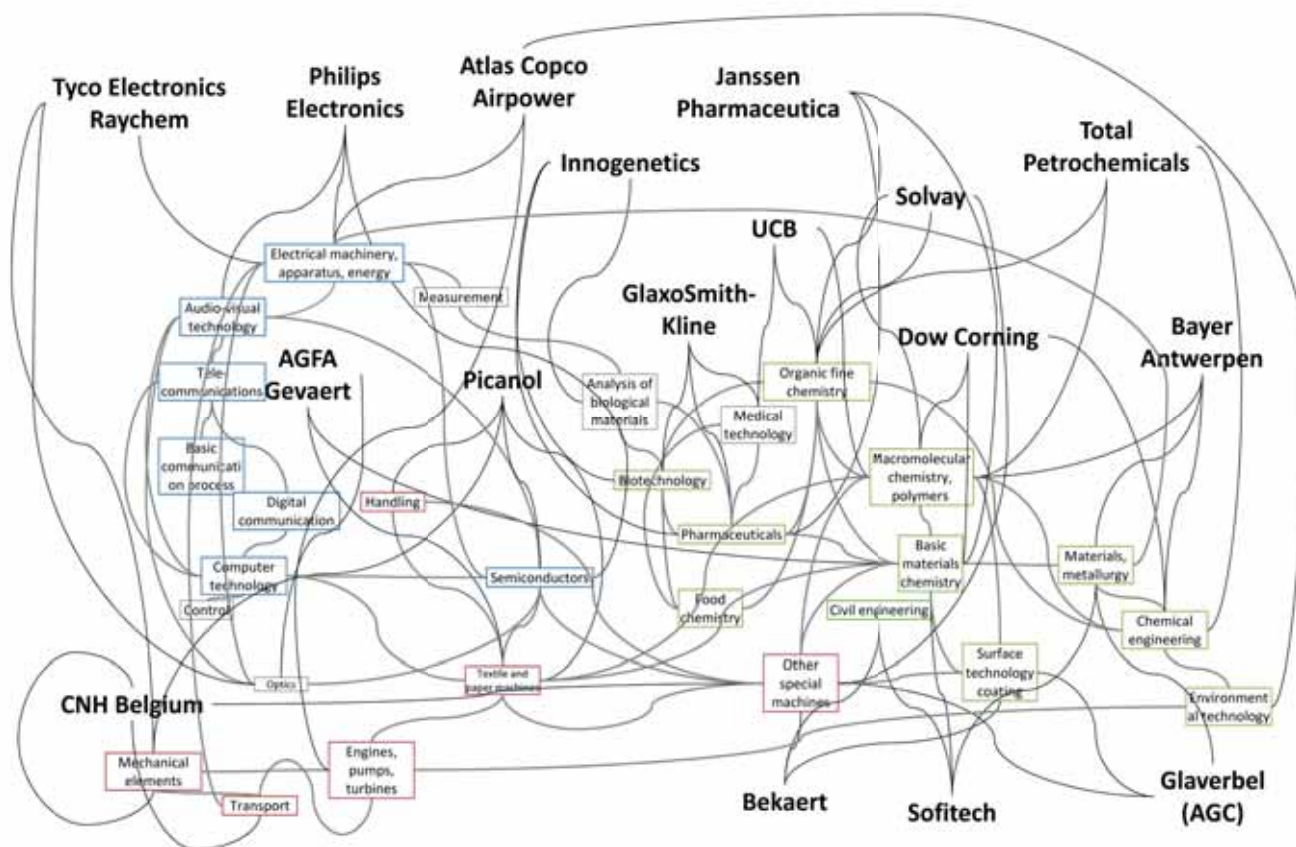 Tyco Electronics
Raychem
Philips
Electronics
Atlas Copco
Airpower
Janssen
Pharmaceutica
Total
Petrochemicals
Innogenetics
Solvay
UCB
Electrical machinery,
apparatus, energy
Measurement
GlaxoSmith-
Kline
Audio-visual
technology
Dow Corning
Bayer
Antwerpen
AGFA
Gevaert
Tele-
communications
Picanol
Analysis of
biological
materials
Organic fine
chemistry
Medical
technology
Basic
communicati
on process
Biotechnology
Macromolecular
chemistry,
polymers
Digital
communication
Handling
Pharmaceuticals
Basic
materials
chemistry
Materials,
metallurgy
Computer
technology
Semiconductors
Control
Food
chemistry
Civil engineering
Chemical
engineering
Optics
Textile and
paper machines
Other
special
machines
Surface
technology
coating
CNH Belgium
Environment
al technology
Mechanical
elements
Engines,
pumps,
turbines
Transport
Bekaert
Sofitech
Glaverbel
(AGC)